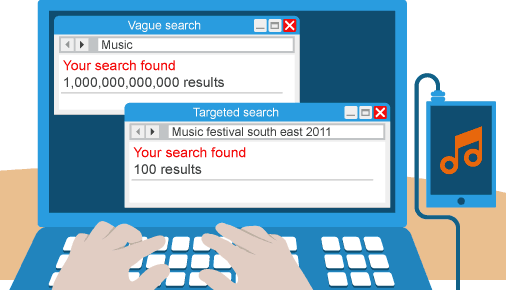 Vague search
Music
Your search found
1,000,000,000,000 results
Targeted search
Music festival south east 2011
Your search found
100 results